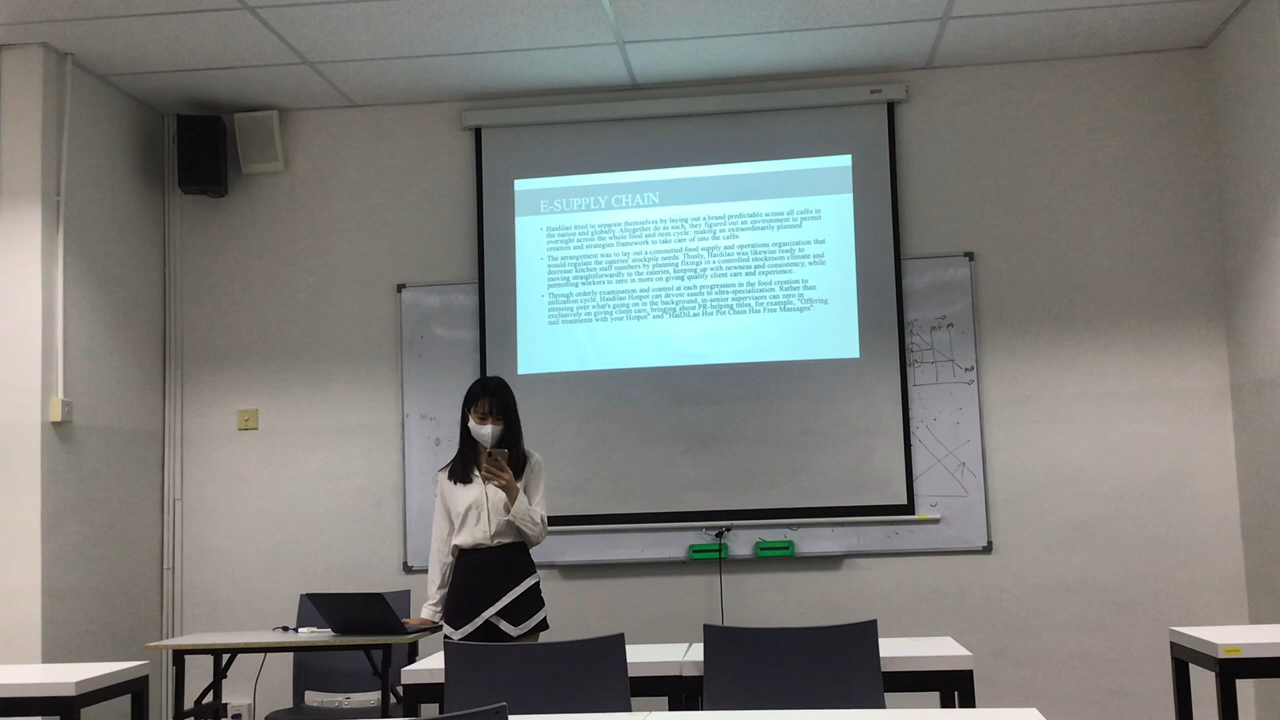 E-SUPPLY CHAIN
• Haidilao tried to separate themselves by laying out a brand predictable across all cafés in
the nation and globally. Altogether do as such, they figured out an environment to permit
oversight across the whole food and item cycle; making an extraordinarily planned
creation and strategies framework to take care of into the cafés.
• The arrangement was to lay out a committed food supply and operations organization that
would regulate the eateries' stockpile needs. Thusly, Haidilao was likewise ready to
decrease kitchen staff numbers by planning fixings in a controlled stockroom climate and
moving straightforwardly to the eateries, keeping up with newness and consistency, while
permitting workers to zero in more on giving quality client care and experience.
• Through orderly examination and control at each progression in the food creation to
utilization cycle, Haidilao Hotpot can devote assets to ultra-specialization. Rather than
stressing over what's going on in the background, in-senior supervisors can zero in
exclusively on giving client care, bringing about PR-helping titles, for example, "Offering
nail treatments with your Hotpot" and "HaiDiLao Hot Pot Chain Has Free Massages".